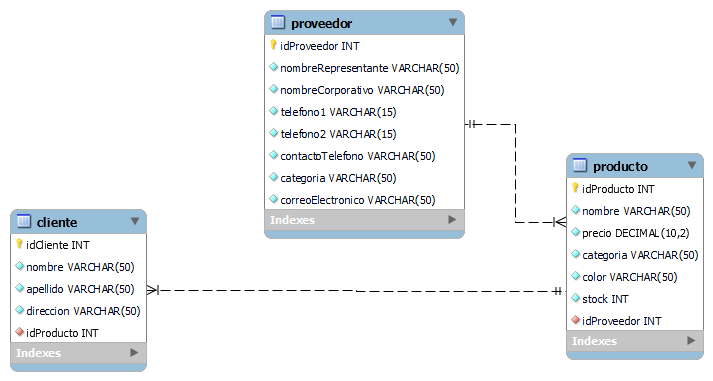 proveedor
idProveedor INT
nombreRepresentante VARCHAR(50)
nombreCorporativo VARCHAR(50)
telefono1 VARCHAR(15)
telefono2 VARCHAR(15)
contactoTelefono VARCHAR(50)
categoria VARCHAR(50)
correoElectronico VARCHAR(50)
Indexes
producto
idProducto INT
nombre VARCHAR(50)
precio DECIMAL(10,2)
categoria VARCHAR(50)
color VARCHAR(50)
stock INT
idProveedor INT
Indexes
cliente
idCliente INT
nombre VARCHAR(50)
apellido VARCHAR(50)
direccion VARCHAR(50)
idProducto INT
Indexes